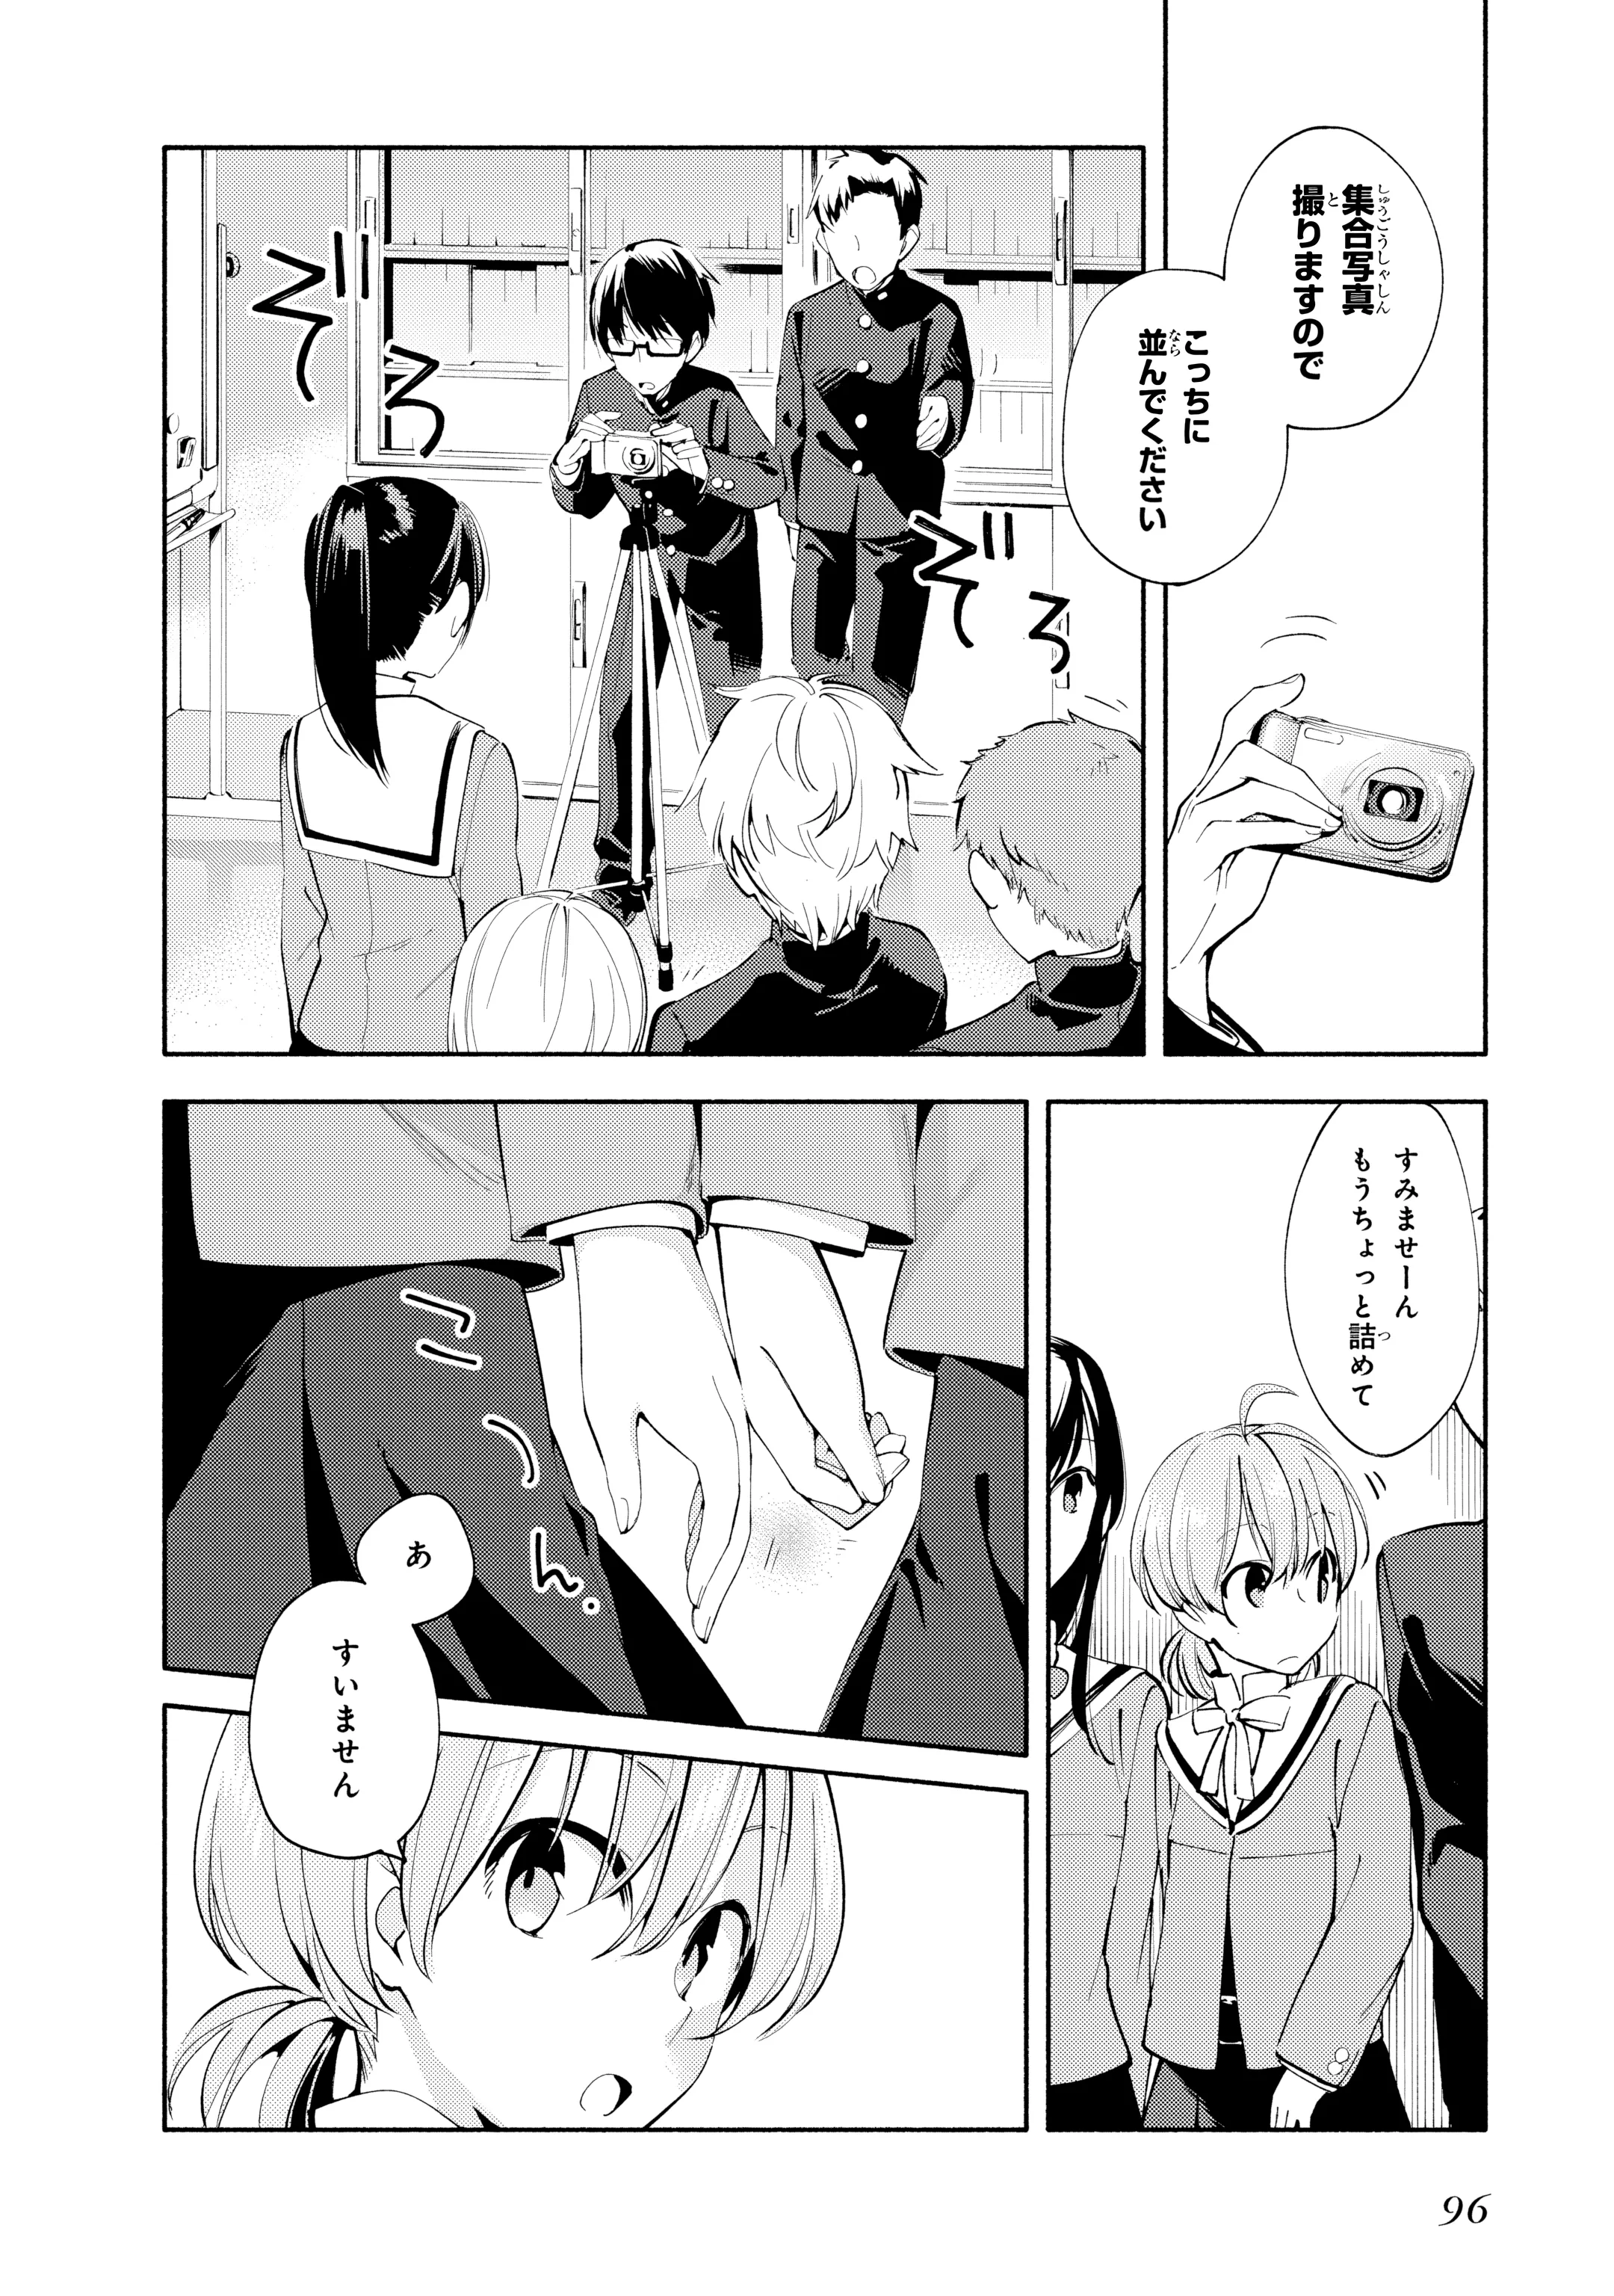 集合写真
撮りますので
こっちに
並んでください
ぞろ
ぞろ
すみませーん
もうちょっと詰めて
こつん。
あ
すいません
96